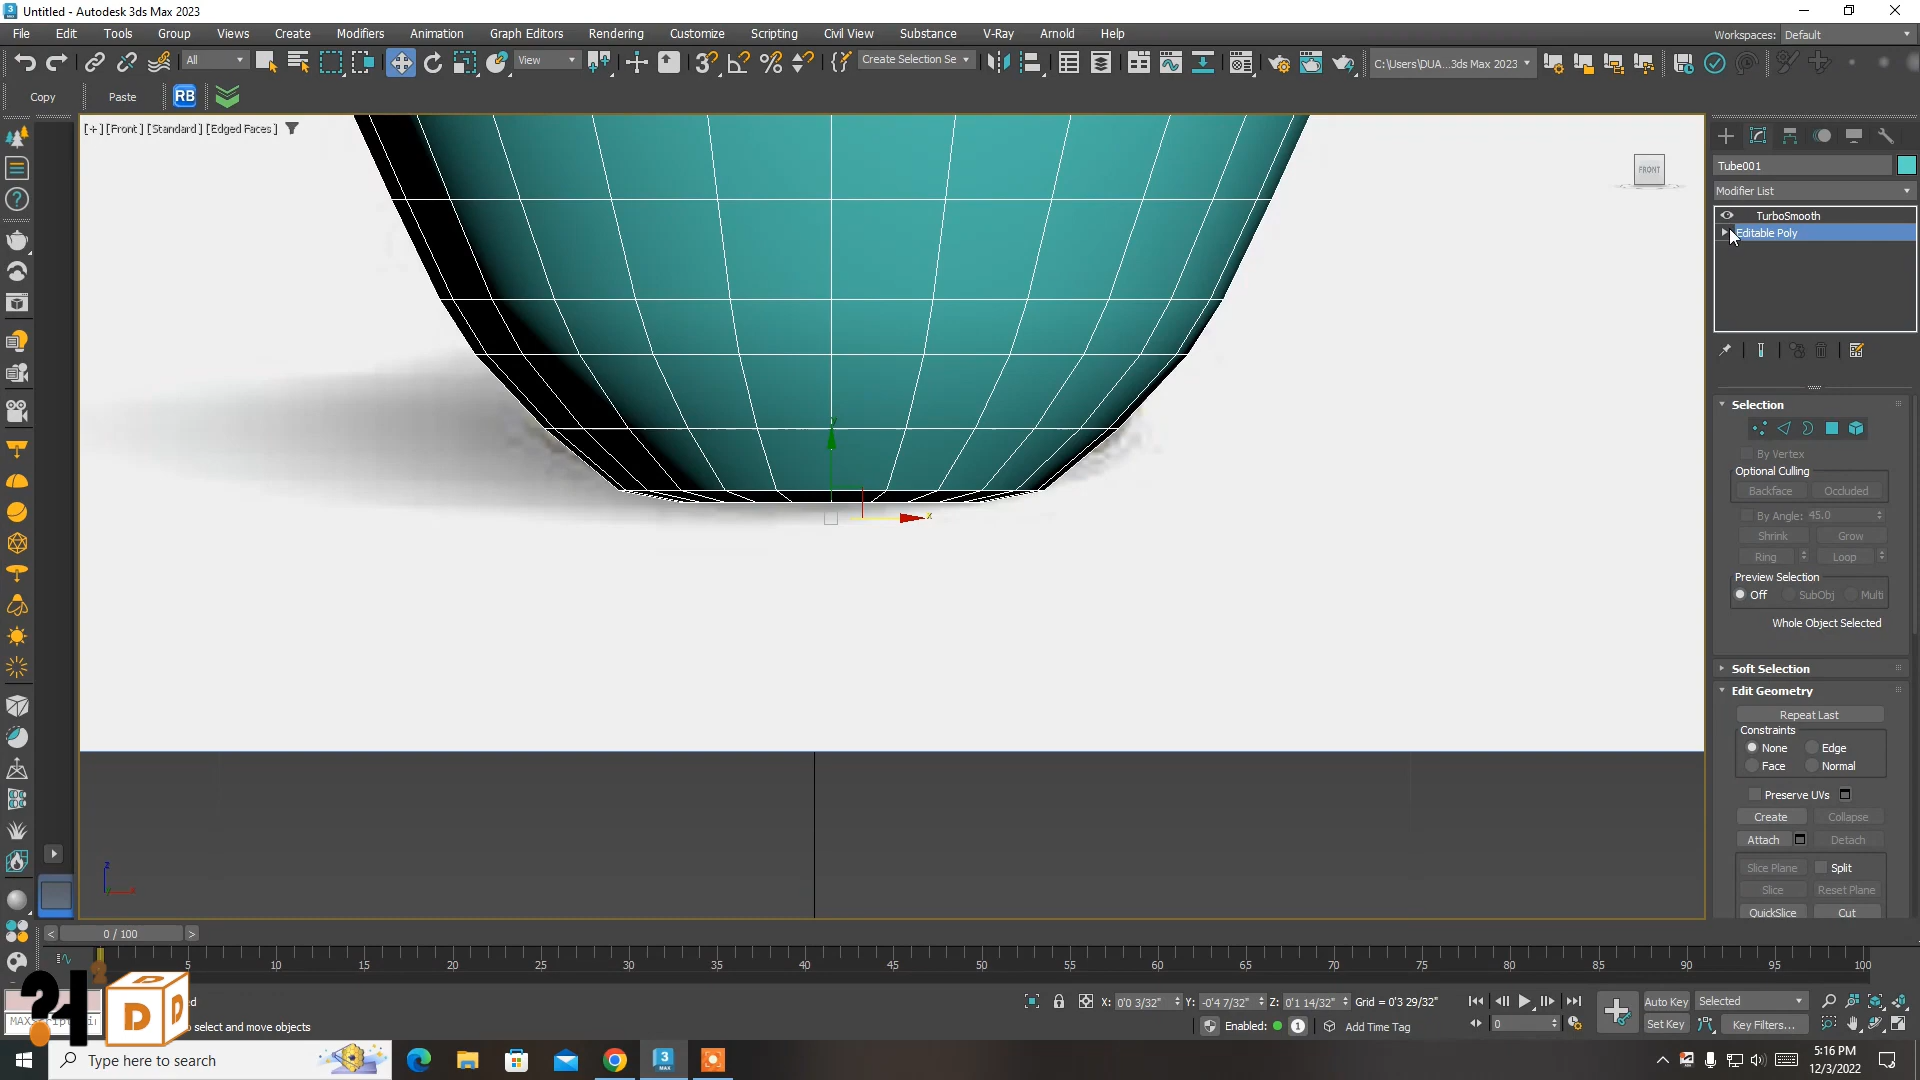 Untitled - Autodesk 3ds Max 2023
File Edit Tools Group Views Create Modifiers Animation Graph Editors Rendering Customize Scripting Civil View Substance V-Ray Arnold Help
Workspaces: Default
All View Create Selection Se C:\Users\DUA...3ds Max 2023
Copy Paste RB
[+] [Front] [Standard] [Edged Faces]
FRONT
Tube001
Modifier List
TurboSmooth
Editable Poly
Selection
By Vertex
Optional Culling
Backface Occluded
By Angle: 45.0
Shrink Grow
Ring Loop
Preview Selection
Off SubObj Multi
Whole Object Selected
Soft Selection
Edit Geometry
Repeat Last
Constraints
None Edge
Face Normal
Preserve UVs
Create Collapse
Attach Detach
Slice Plane Split
Slice Reset Plane
QuickSlice Cut
y
x
z
0 / 100
5 10 15 20 25 30 35 40 45 50 55 60 65 70 75 80 85 90 95 100
X: 0'0 3/32" Y: -0'4 7/32" Z: 0'1 14/32" Grid = 0'3 29/32"
Auto Key Selected
select and move objects
Enabled: 1 Add Time Tag
0
Set Key Key Filters...
D D D
Type here to search
5:16 PM
12/3/2022